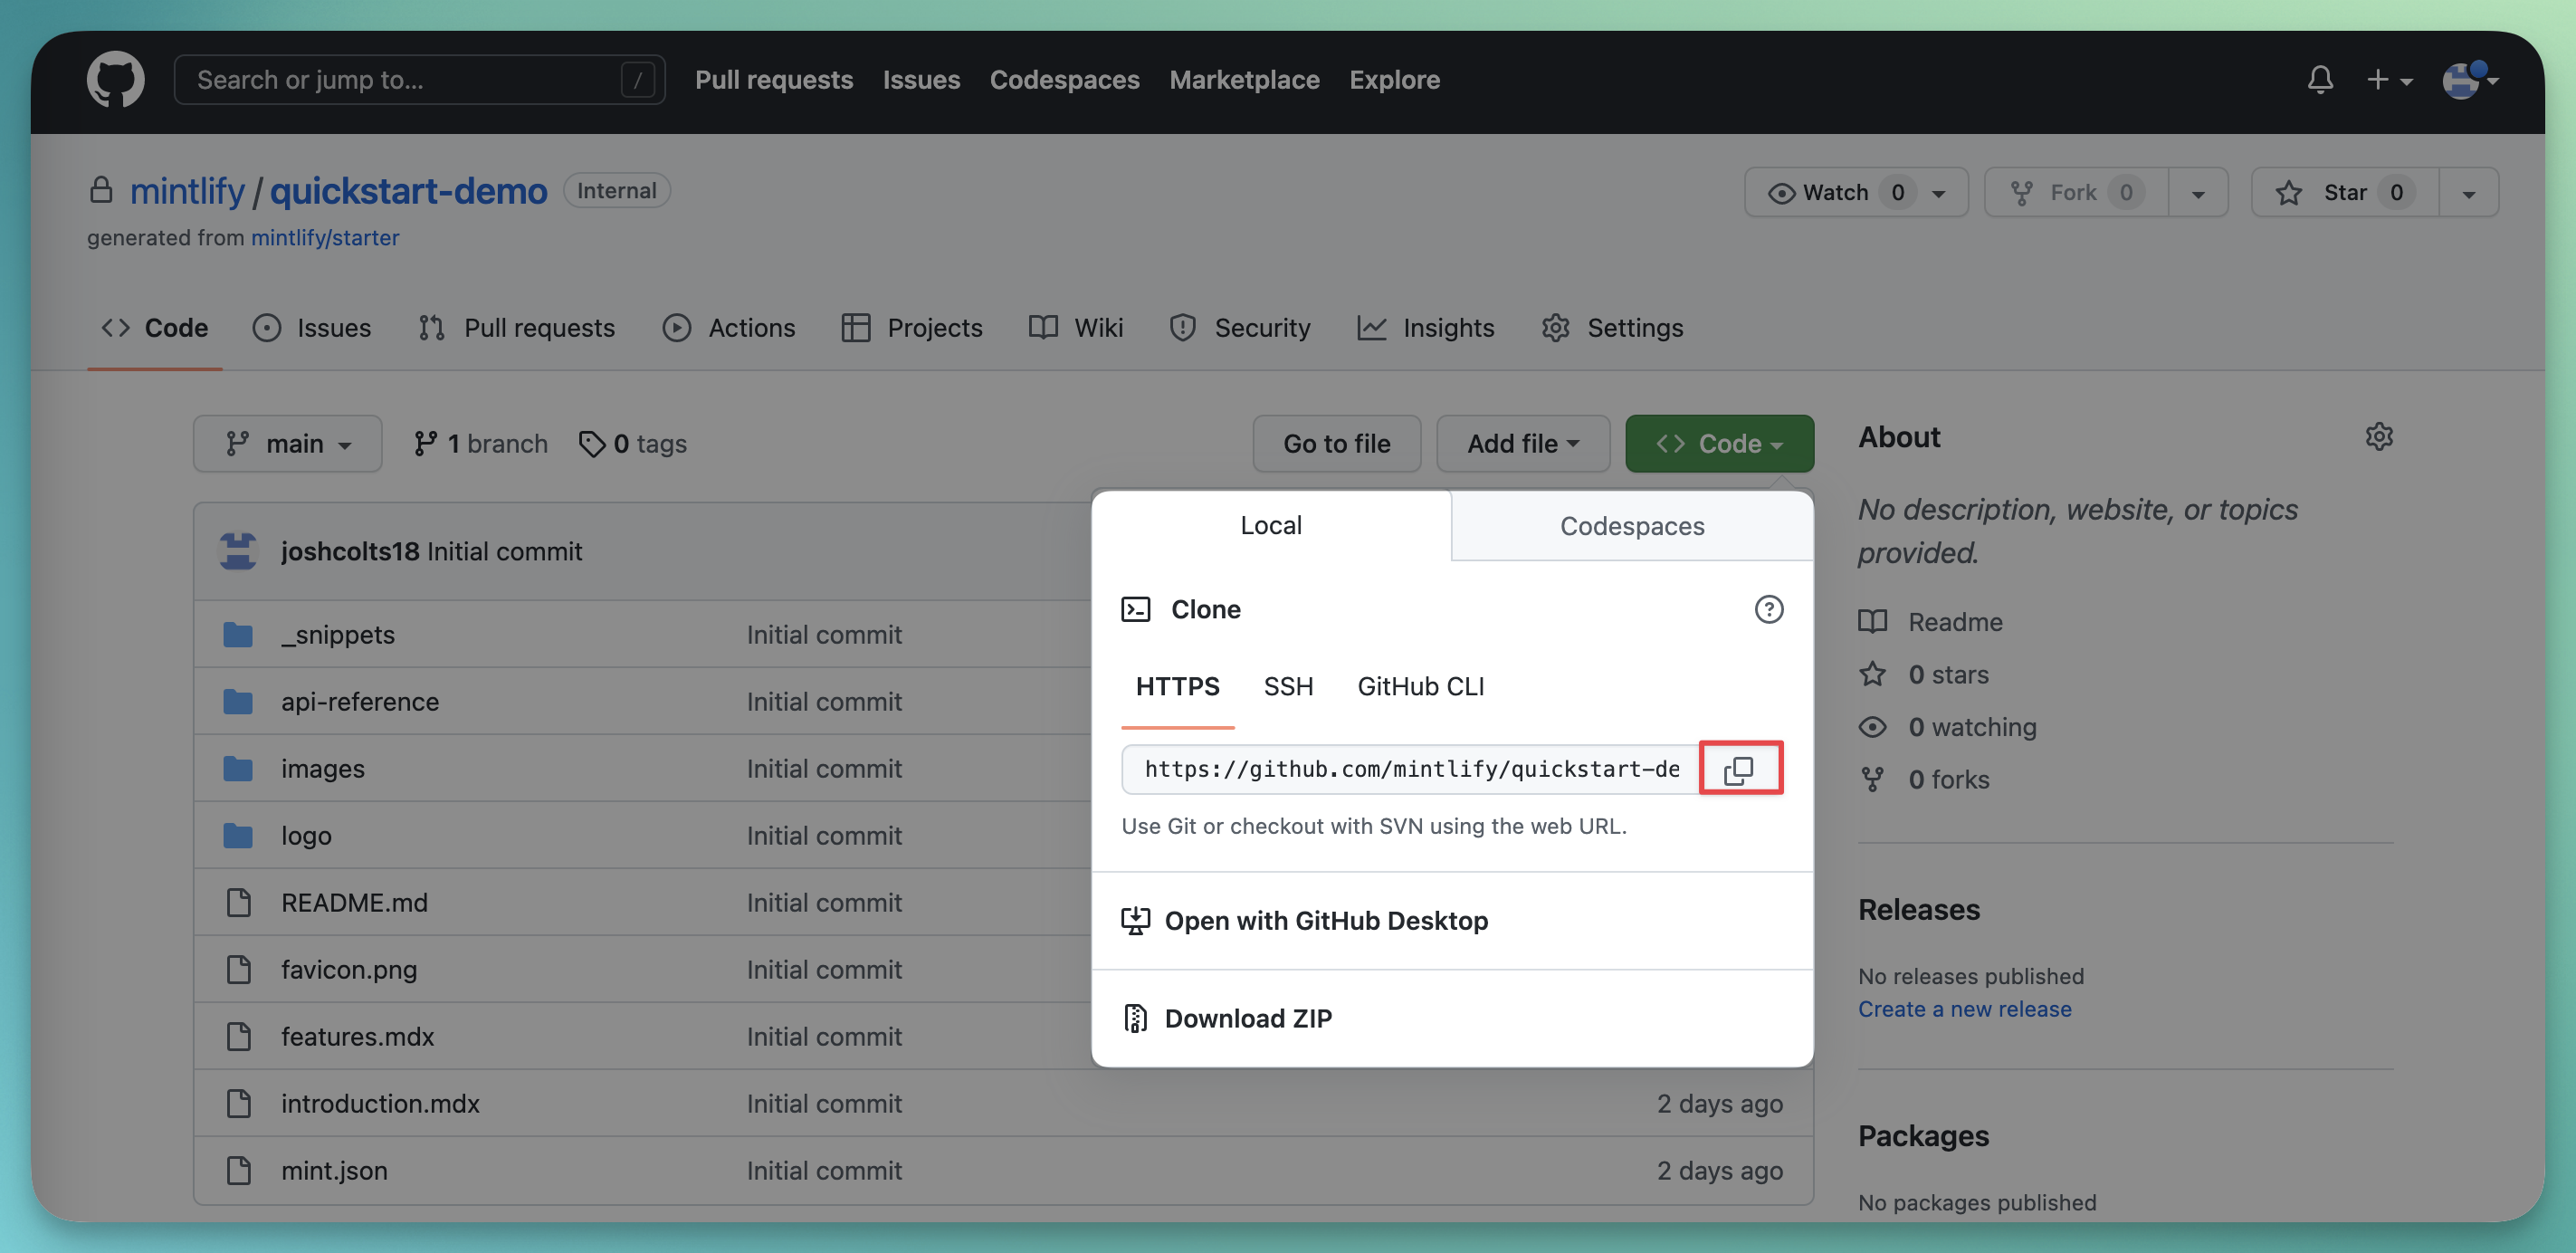 Search or jump to... /
Pull requests Issues Codespaces Marketplace Explore
mintlify / quickstart-demo Internal
Watch 0 Fork 0 Star 0
generated from mintlify/starter
Code Issues Pull requests Actions Projects Wiki Security Insights Settings
main 1 branch 0 tags Go to file Add file Code
joshcolts18 Initial commit
_snippets Initial commit
api-reference Initial commit
images Initial commit
logo Initial commit
README.md Initial commit
favicon.png Initial commit
features.mdx Initial commit
introduction.mdx Initial commit 2 days ago
mint.json Initial commit 2 days ago
Local Codespaces
Clone
HTTPS SSH GitHub CLI
https://github.com/mintlify/quickstart-de
Use Git or checkout with SVN using the web URL.
Open with GitHub Desktop
Download ZIP
About
No description, website, or topics
provided.
Readme
0 stars
0 watching
0 forks
Releases
No releases published
Create a new release
Packages
No packages published